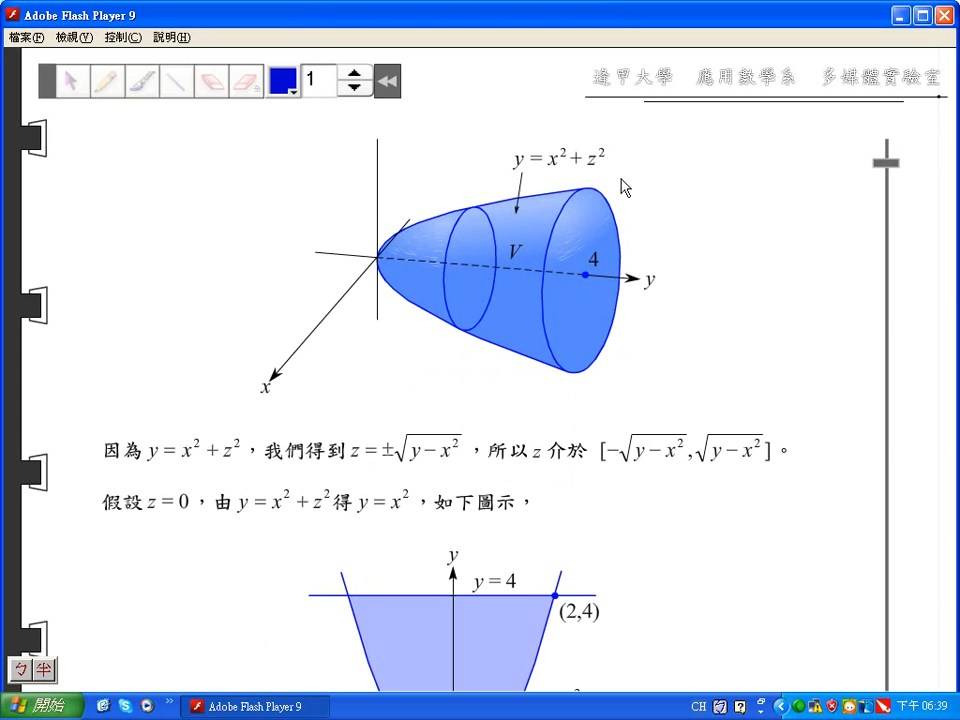 Adobe Flash Player 9
檔案(F) 檢視(V) 控制(C) 說明(H)
1
逢甲大學 應用數學系 多媒體實驗室
y = x² + z²
V
4
y
x
因為 y = x² + z²，我們得到 z = ±√(y − x²)，所以 z 介於 [−√(y − x²), √(y − x²)]。
假設 z = 0，由 y = x² + z² 得 y = x²，如下圖示，
y
y = 4
(2,4)
ㄅ 半
開始 Adobe Flash Player 9 CH 下午 06:39